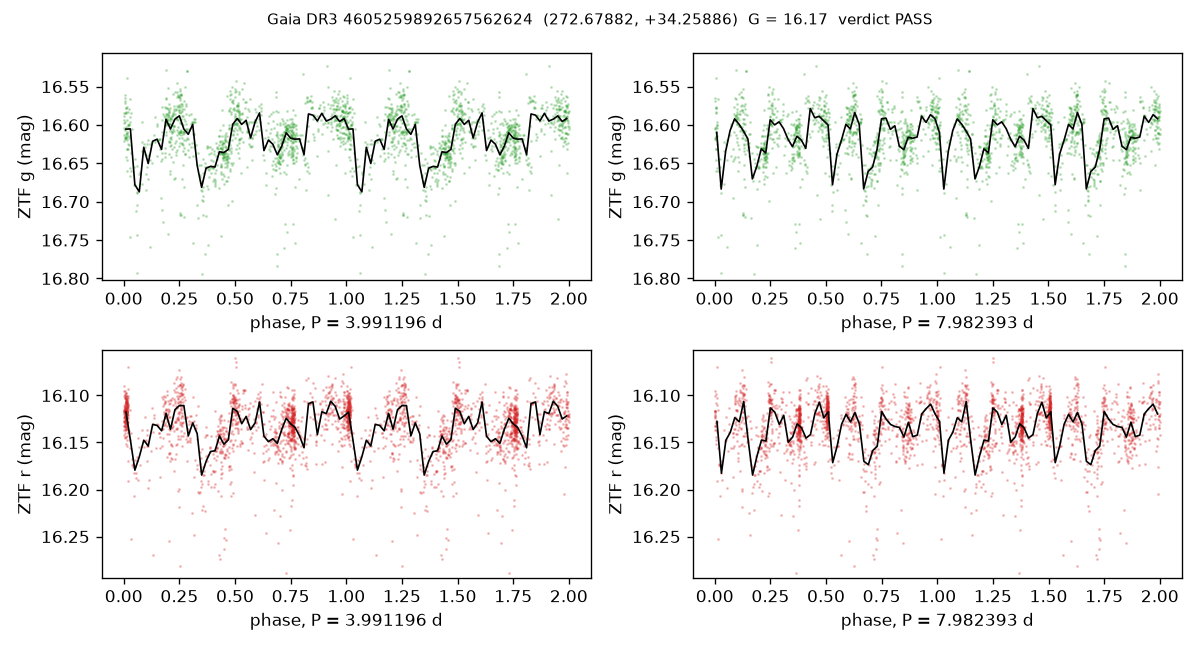 Gaia DR3 4605259892657562624 (272.67882, +34.25886) G = 16.17 verdict PASS
ZTF g (mag)
16.55
16.60
16.65
16.70
16.75
16.80
0.00 0.25 0.50 0.75 1.00 1.25 1.50 1.75 2.00
phase, P = 3.991196 d
ZTF g (mag)
16.55
16.60
16.65
16.70
16.75
16.80
0.00 0.25 0.50 0.75 1.00 1.25 1.50 1.75 2.00
phase, P = 7.982393 d
ZTF r (mag)
16.10
16.15
16.20
16.25
0.00 0.25 0.50 0.75 1.00 1.25 1.50 1.75 2.00
phase, P = 3.991196 d
ZTF r (mag)
16.10
16.15
16.20
16.25
0.00 0.25 0.50 0.75 1.00 1.25 1.50 1.75 2.00
phase, P = 7.982393 d